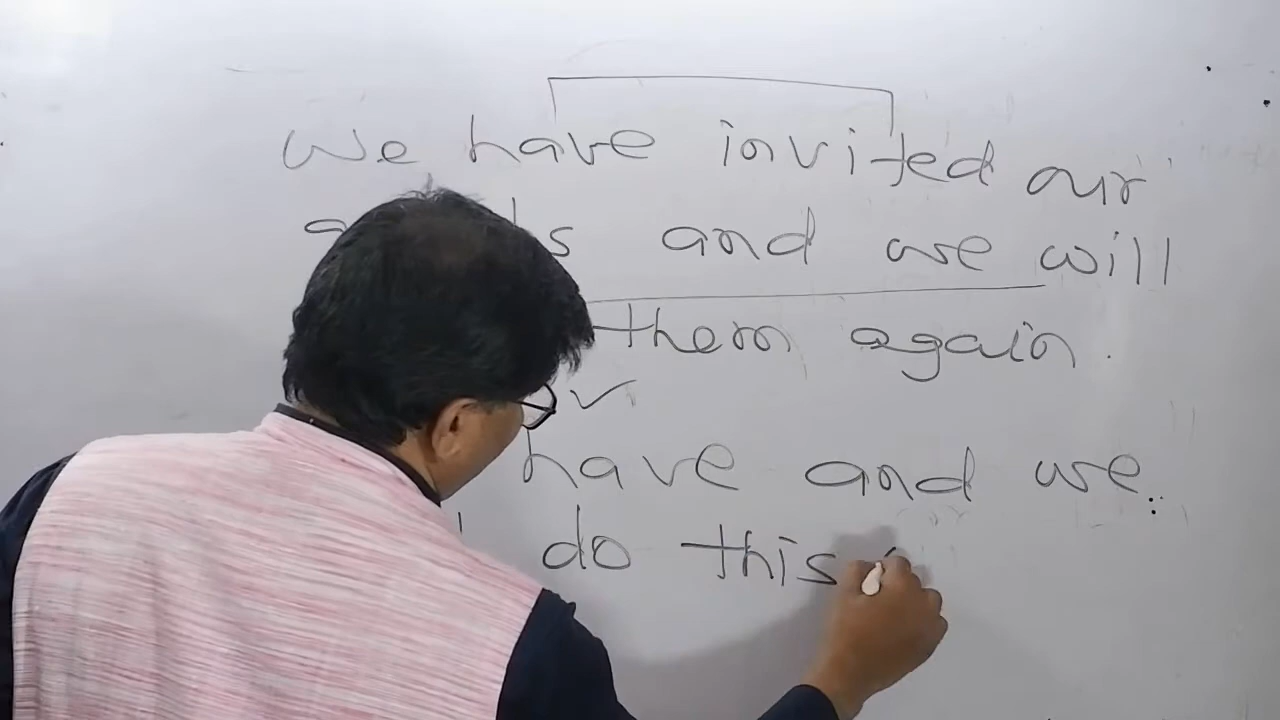 We have invited our
and we will
them again.
have and we
do this